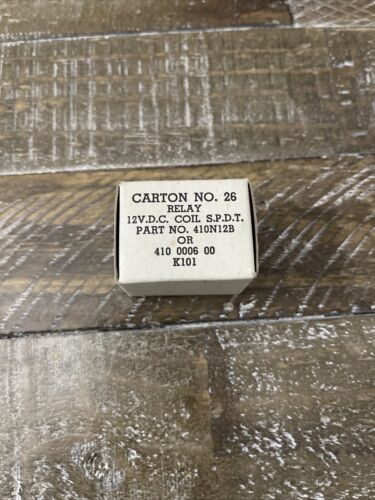 CARTON NO. 26
RELAY
12V.D.C. COIL S.P.D.T.
PART NO. 410N12B
OR
410 0006 00
K101